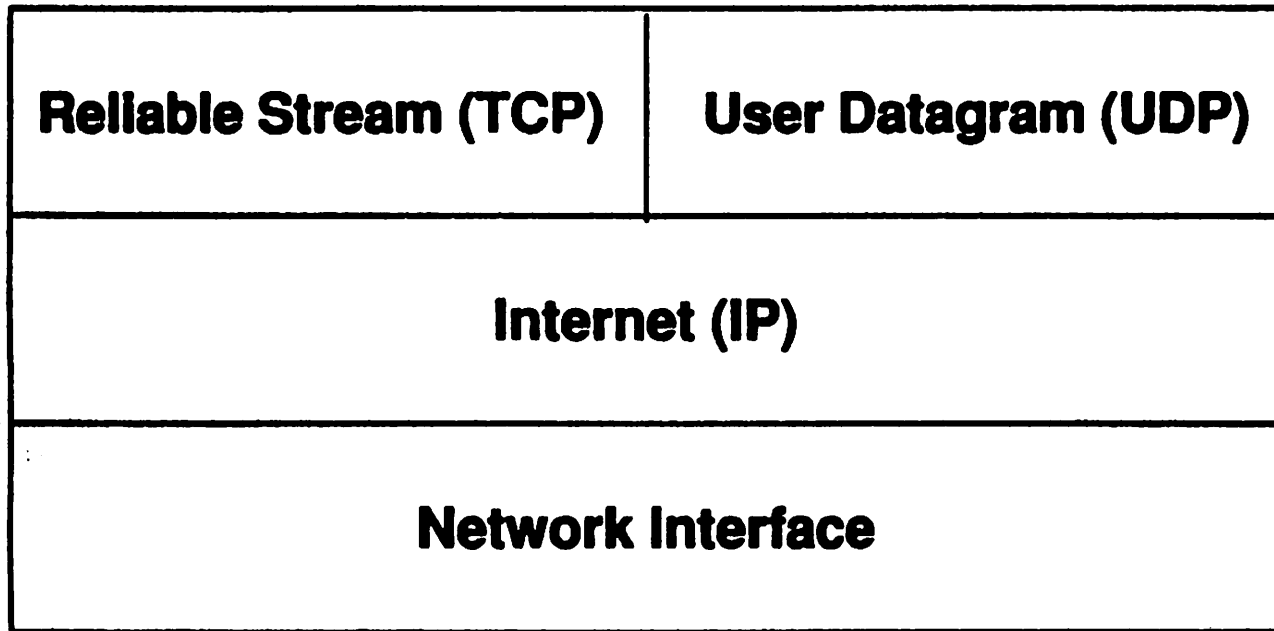 Reliable Stream (TCP)
User Datagram (UDP)
Internet (IP)
Network Interface